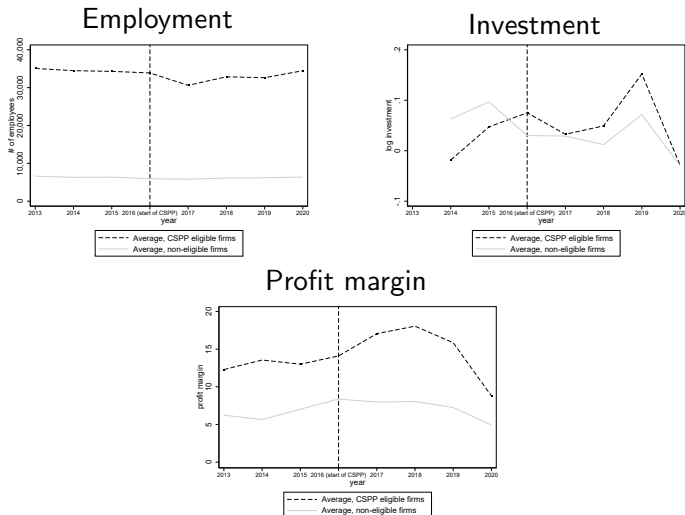 Employment
# of employees
40,000
30,000
20,000
10,000
0
2013 2014 2015 2016 (start of CSPP) 2017 2018 2019 2020
year
Average, CSPP eligible firms
Average, non-eligible firms
Investment
log investment
.2
.1
0
-.1
2014 2015 2016 (start of CSPP) 2017 2018 2019 2020
year
Average, CSPP eligible firms
Average, non-eligible firms
Profit margin
profit margin
20
15
10
5
0
2013 2014 2015 2016 (start of CSPP) 2017 2018 2019 2020
year
Average, CSPP eligible firms
Average, non-eligible firms